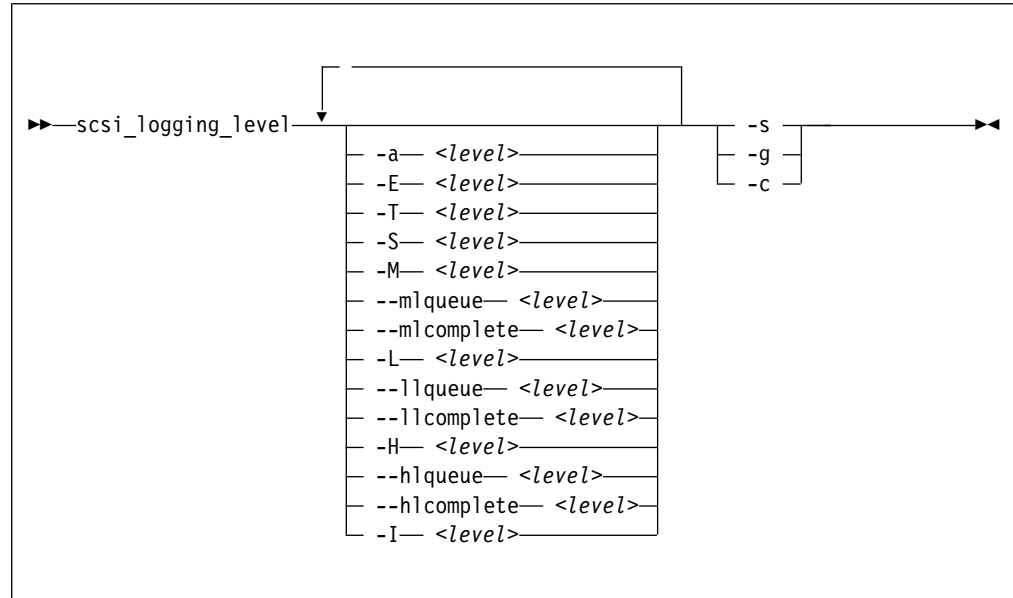 scsi_logging_level -s
-a <level> -g
-E <level> -c
-T <level>
-S <level>
-M <level>
--mlqueue <level>
--mlcomplete <level>
-L <level>
--llqueue <level>
--llcomplete <level>
-H <level>
--hlqueue <level>
--hlcomplete <level>
-I <level>